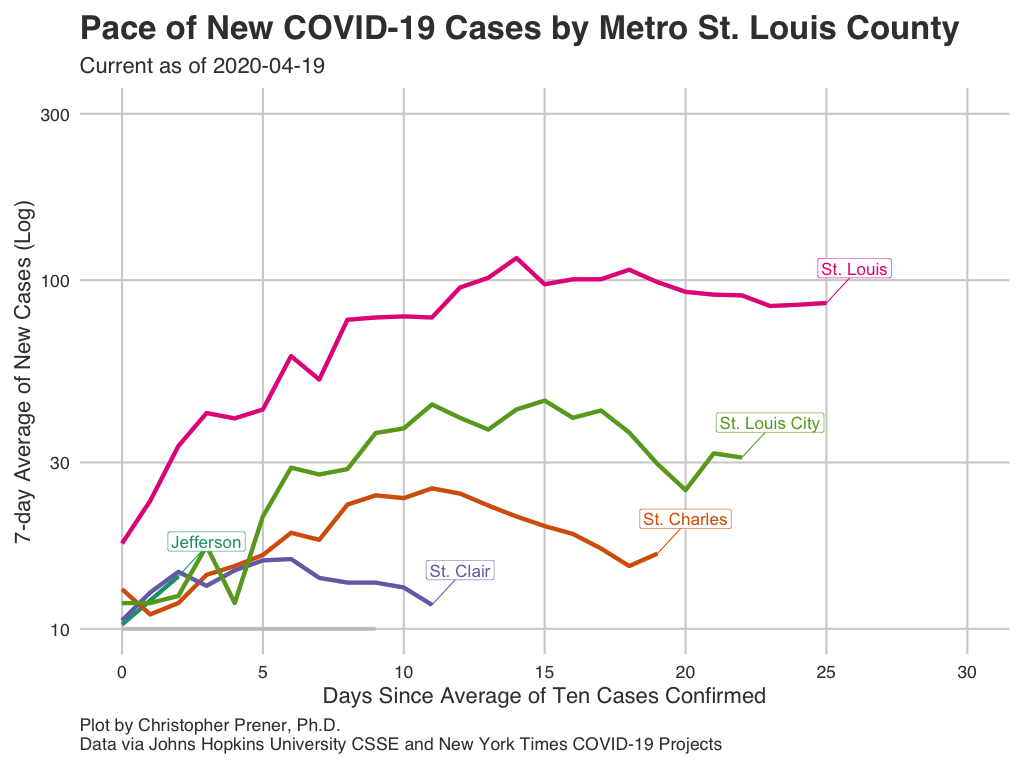 Pace of New COVID-19 Cases by Metro St. Louis County
Current as of 2020-04-19
7-day Average of New Cases (Log)
300
100
30
10
St. Louis
St. Louis City
St. Charles
Jefferson
St. Clair
0 5 10 15 20 25 30
Days Since Average of Ten Cases Confirmed
Plot by Christopher Prener, Ph.D.
Data via Johns Hopkins University CSSE and New York Times COVID-19 Projects